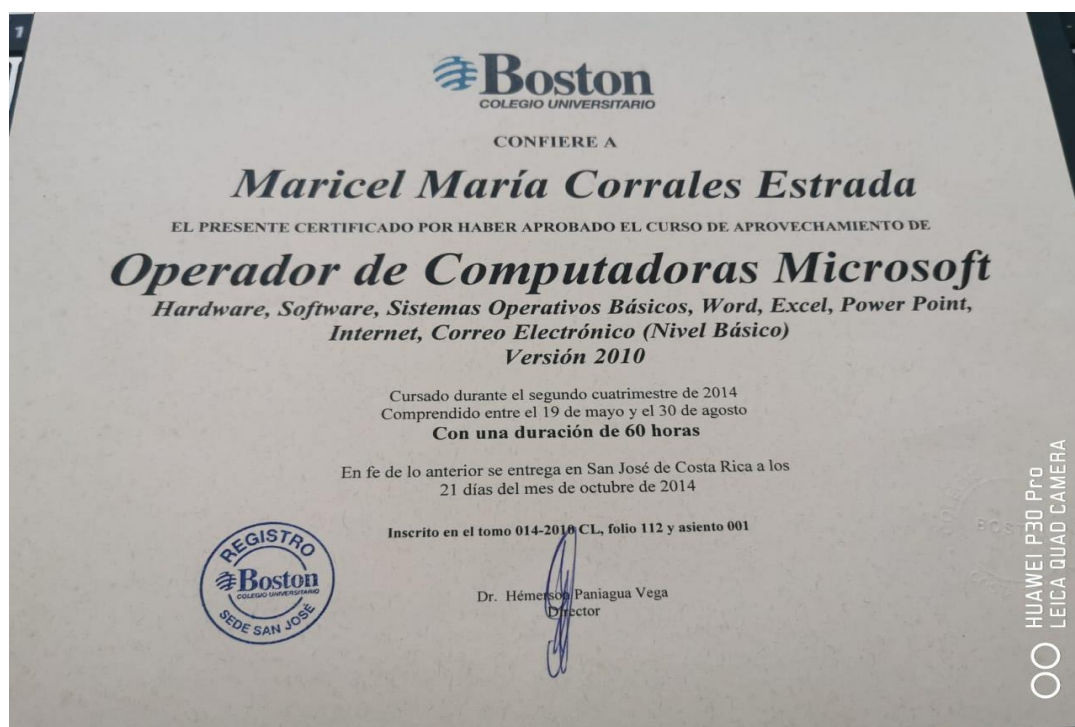 1
Boston
COLEGIO UNIVERSITARIO
CONFIERE A
Maricel María Corrales Estrada
EL PRESENTE CERTIFICADO POR HABER APROBADO EL CURSO DE APROVECHAMIENTO DE
Operador de Computadoras Microsoft
Hardware, Software, Sistemas Operativos Básicos, Word, Excel, Power Point,
Internet, Correo Electrónico (Nivel Básico)
Versión 2010
Cursado durante el segundo cuatrimestre de 2014
Comprendido entre el 19 de mayo y el 30 de agosto
Con una duración de 60 horas
En fe de lo anterior se entrega en San José de Costa Rica a los
21 días del mes de octubre de 2014
Inscrito en el tomo 014-2010 CL, folio 112 y asiento 001
REGISTRO
Boston
COLEGIO UNIVERSITARIO
SEDE SAN JOSÉ
Dr. Hémerson Paniagua Vega
Director
HUAWEI P30 Pro
LEICA QUAD CAMERA